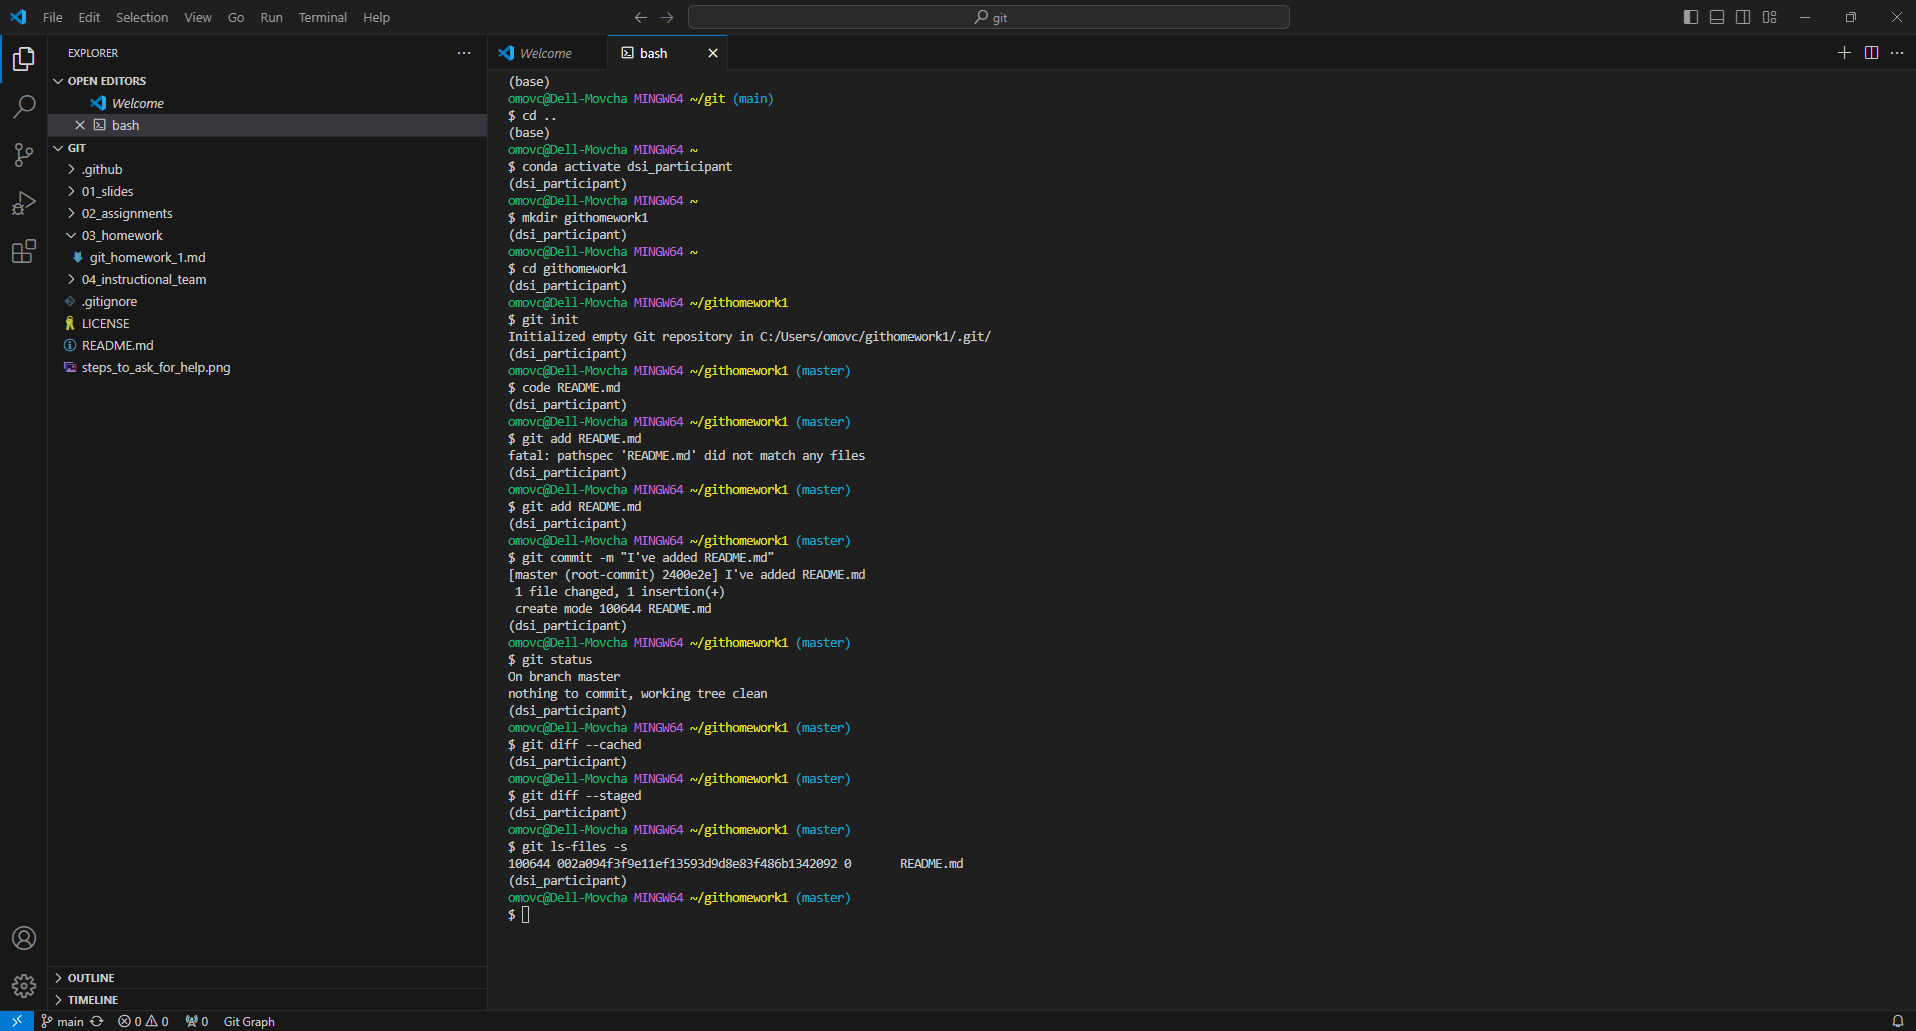 File Edit Selection View Go Run Terminal Help
git
EXPLORER
OPEN EDITORS
Welcome
bash
GIT
.github
01_slides
02_assignments
03_homework
git_homework_1.md
04_instructional_team
.gitignore
LICENSE
README.md
steps_to_ask_for_help.png
OUTLINE
TIMELINE
Welcome
bash
(base)
omovc@Dell-Movcha MINGW64 ~/git (main)
$ cd ..
(base)
omovc@Dell-Movcha MINGW64 ~
$ conda activate dsi_participant
(dsi_participant)
omovc@Dell-Movcha MINGW64 ~
$ mkdir githomework1
(dsi_participant)
omovc@Dell-Movcha MINGW64 ~
$ cd githomework1
(dsi_participant)
omovc@Dell-Movcha MINGW64 ~/githomework1
$ git init
Initialized empty Git repository in C:/Users/omovc/githomework1/.git/
(dsi_participant)
omovc@Dell-Movcha MINGW64 ~/githomework1 (master)
$ code README.md
(dsi_participant)
omovc@Dell-Movcha MINGW64 ~/githomework1 (master)
$ git add README.md
fatal: pathspec 'README.md' did not match any files
(dsi_participant)
omovc@Dell-Movcha MINGW64 ~/githomework1 (master)
$ git add README.md
(dsi_participant)
omovc@Dell-Movcha MINGW64 ~/githomework1 (master)
$ git commit -m "I've added README.md"
[master (root-commit) 2400e2e] I've added README.md
 1 file changed, 1 insertion(+)
 create mode 100644 README.md
(dsi_participant)
omovc@Dell-Movcha MINGW64 ~/githomework1 (master)
$ git status
On branch master
nothing to commit, working tree clean
(dsi_participant)
omovc@Dell-Movcha MINGW64 ~/githomework1 (master)
$ git diff --cached
(dsi_participant)
omovc@Dell-Movcha MINGW64 ~/githomework1 (master)
$ git diff --staged
(dsi_participant)
omovc@Dell-Movcha MINGW64 ~/githomework1 (master)
$ git ls-files -s
100644 002a094f3f9e11ef13593d9d8e83f486b1342092 0       README.md
(dsi_participant)
omovc@Dell-Movcha MINGW64 ~/githomework1 (master)
$
main 0 0 0 Git Graph